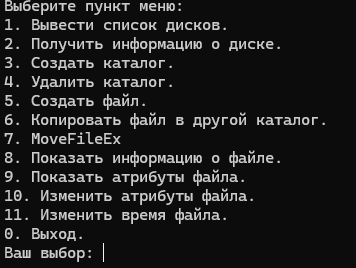 Выберите пункт меню:
1. Вывести список дисков.
2. Получить информацию о диске.
3. Создать каталог.
4. Удалить каталог.
5. Создать файл.
6. Копировать файл в другой каталог.
7. MoveFileEx
8. Показать информацию о файле.
9. Показать атрибуты файла.
10. Изменить атрибуты файла.
11. Изменить время файла.
0. Выход.
Ваш выбор: